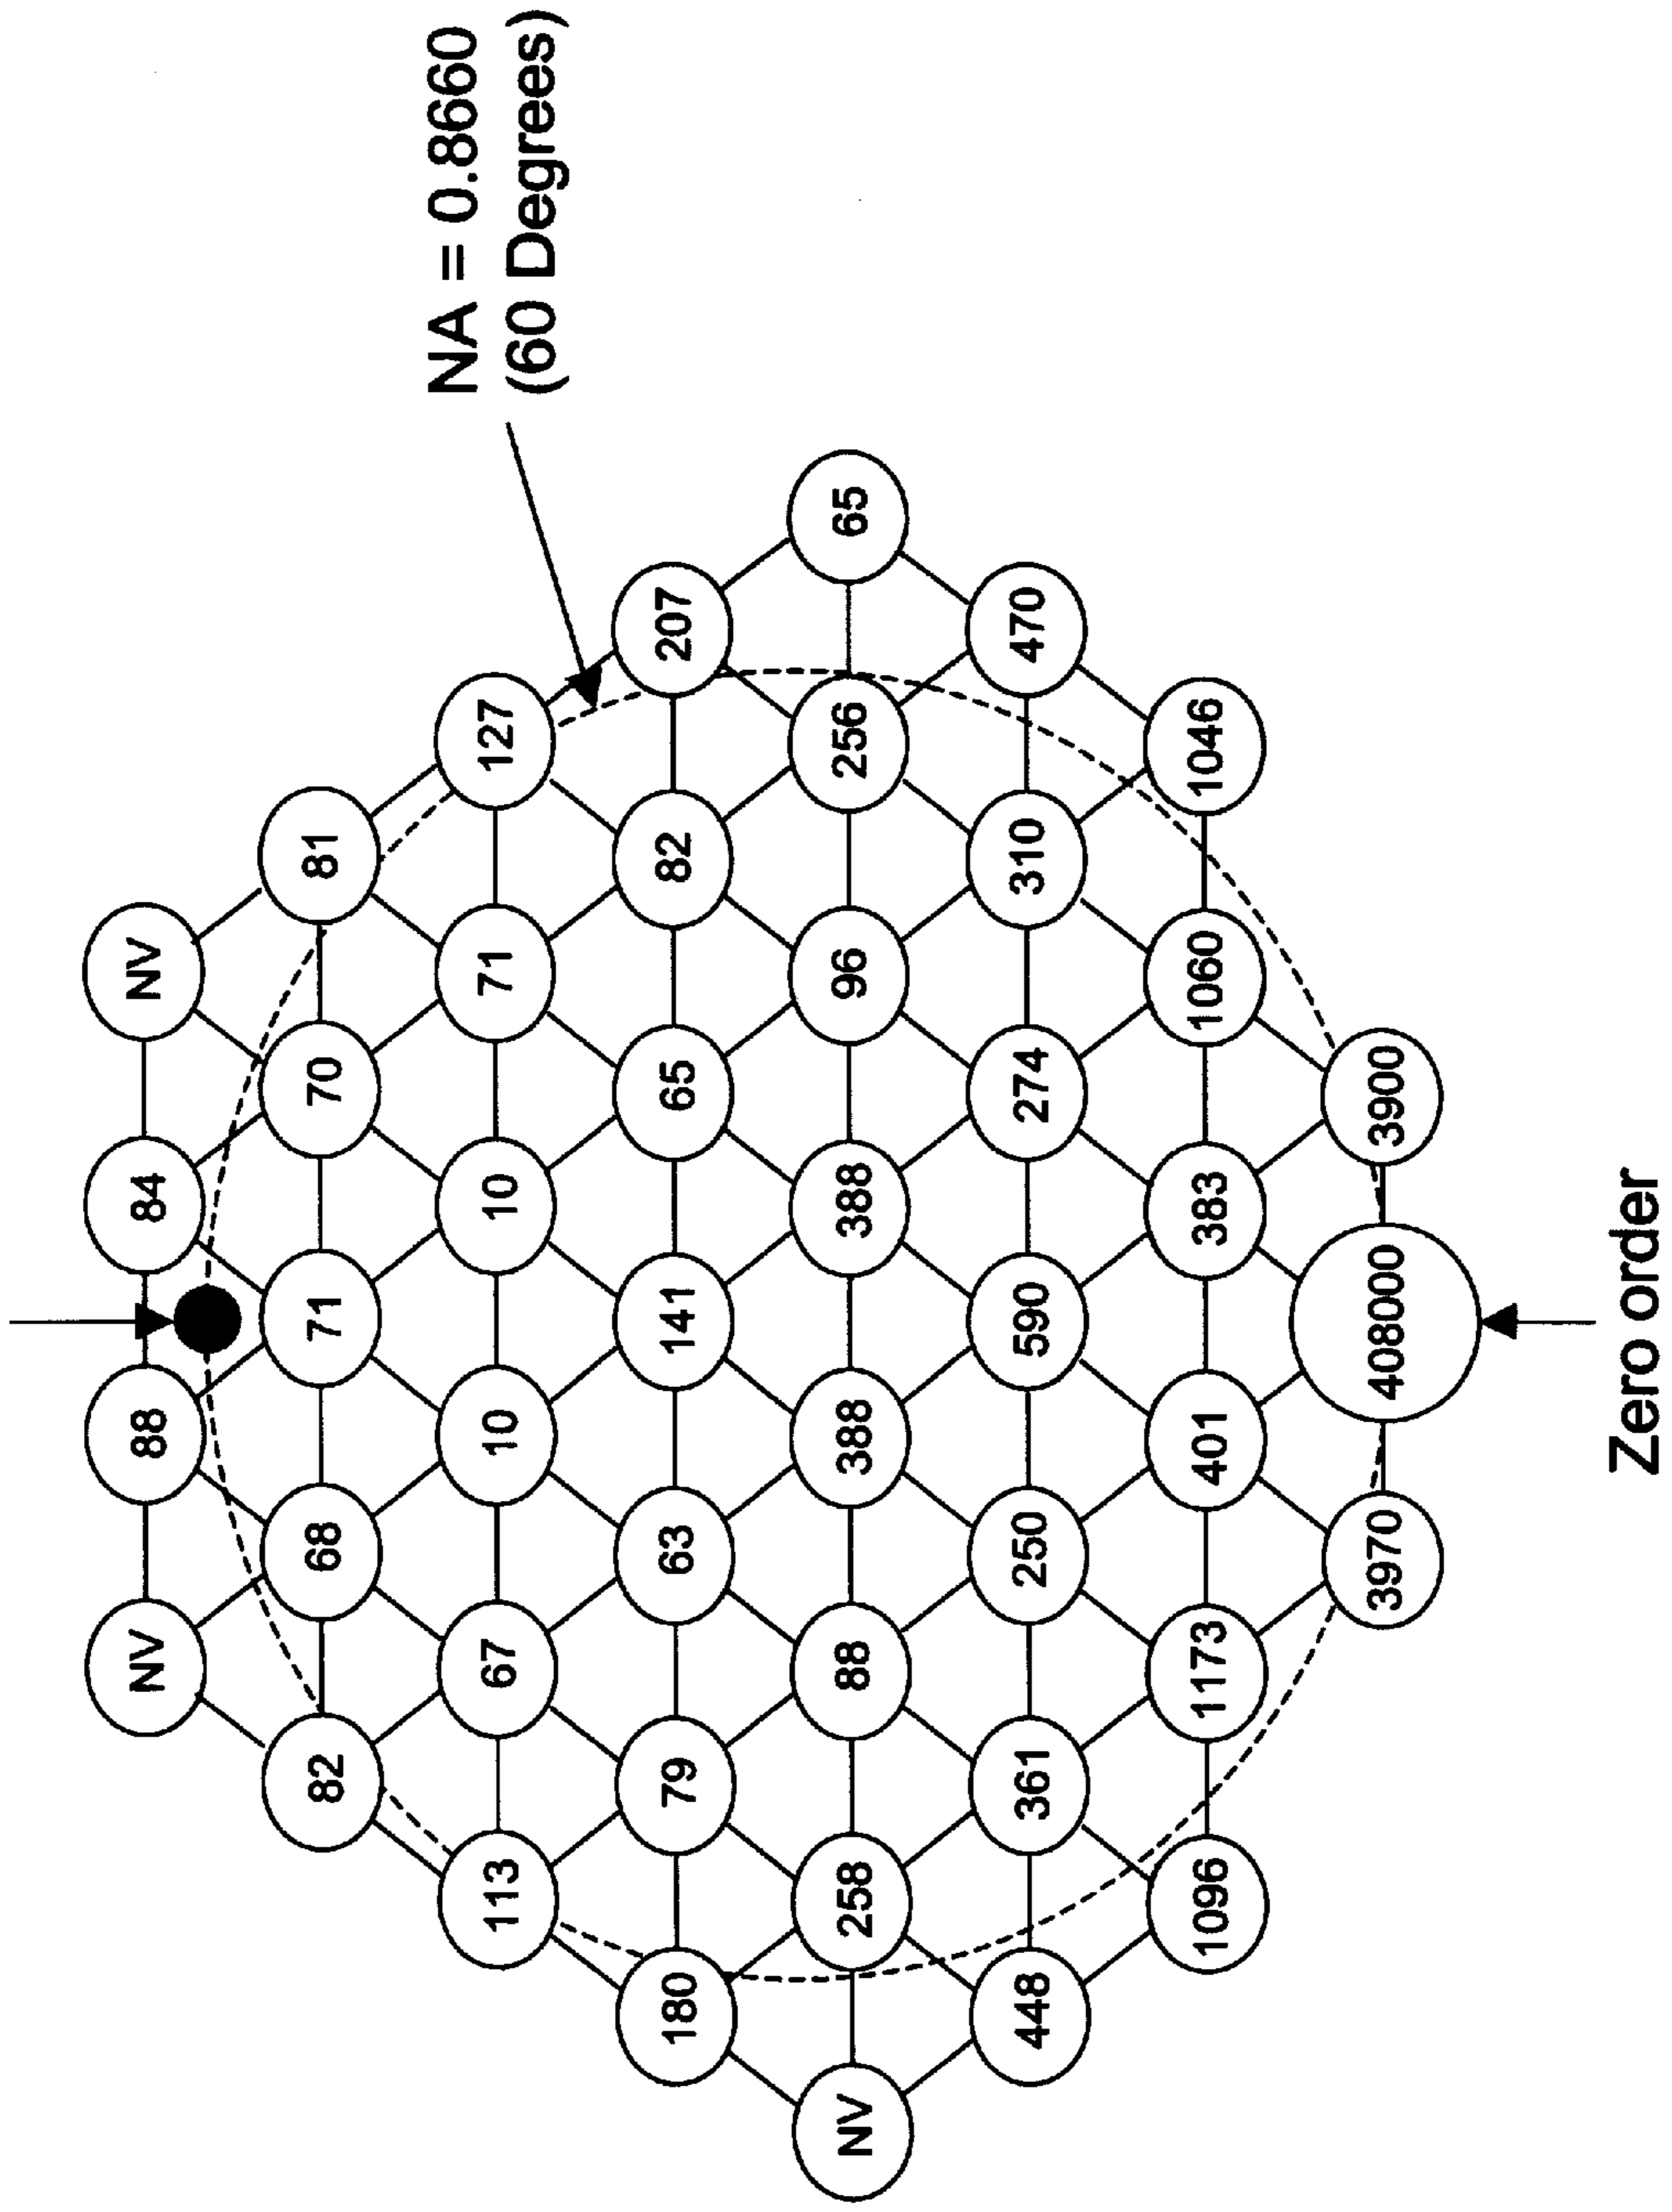 NV 88 84 NV
82 68 71 70 81
NA = 0.8660
(60 Degrees)
113 67 10 10 71 127
180 79 63 141 65 82 207
NV 258 88 388 388 96 256 65
448 361 250 590 274 310 470
1096 1173 401 383 1060 1046
3970 408000 3900
Zero order